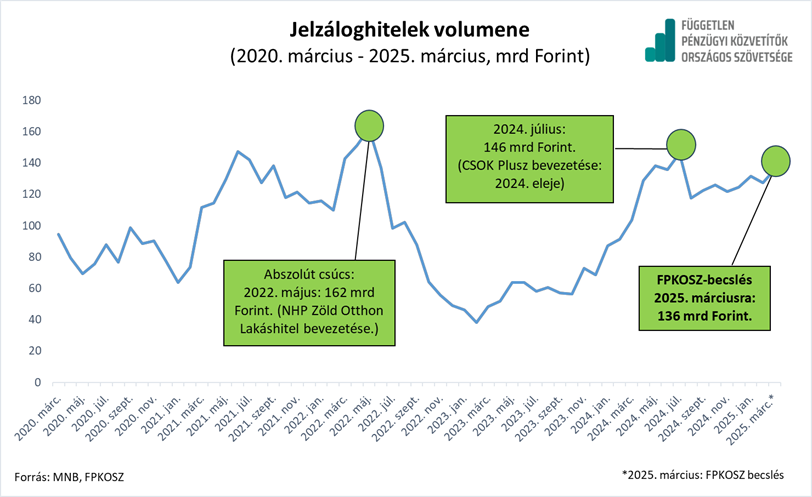 Jelzáloghitelek volumene
(2020. március - 2025. március, mrd Forint)
FÜGGETLEN
PÉNZÜGYI KÖZVETÍTŐK
ORSZÁGOS SZÖVETSÉGE
180
160
140
120
100
80
60
40
20
0
2024. július:
146 mrd Forint.
(CSOK Plusz bevezetése:
2024. eleje)
Abszolút csúcs:
2022. május: 162 mrd
Forint. (NHP Zöld Otthon
Lakáshitel bevezetése.)
FPKOSZ-becslés
2025. márciusra:
136 mrd Forint.
2020. márc.
2020. máj.
2020. júl.
2020. szept.
2020. nov.
2021. jan.
2021. márc.
2021. máj.
2021. júl.
2021. szept.
2021. nov.
2022. jan.
2022. márc.
2022. máj.
2022. júl.
2022. szept.
2022. nov.
2023. jan.
2023. márc.
2023. máj.
2023. júl.
2023. szept.
2023. nov.
2024. jan.
2024. márc.
2024. máj.
2024. júl.
2024. szept.
2024. nov.
2025. jan.
2025. márc.*
Forrás: MNB, FPKOSZ
*2025. március: FPKOSZ becslés